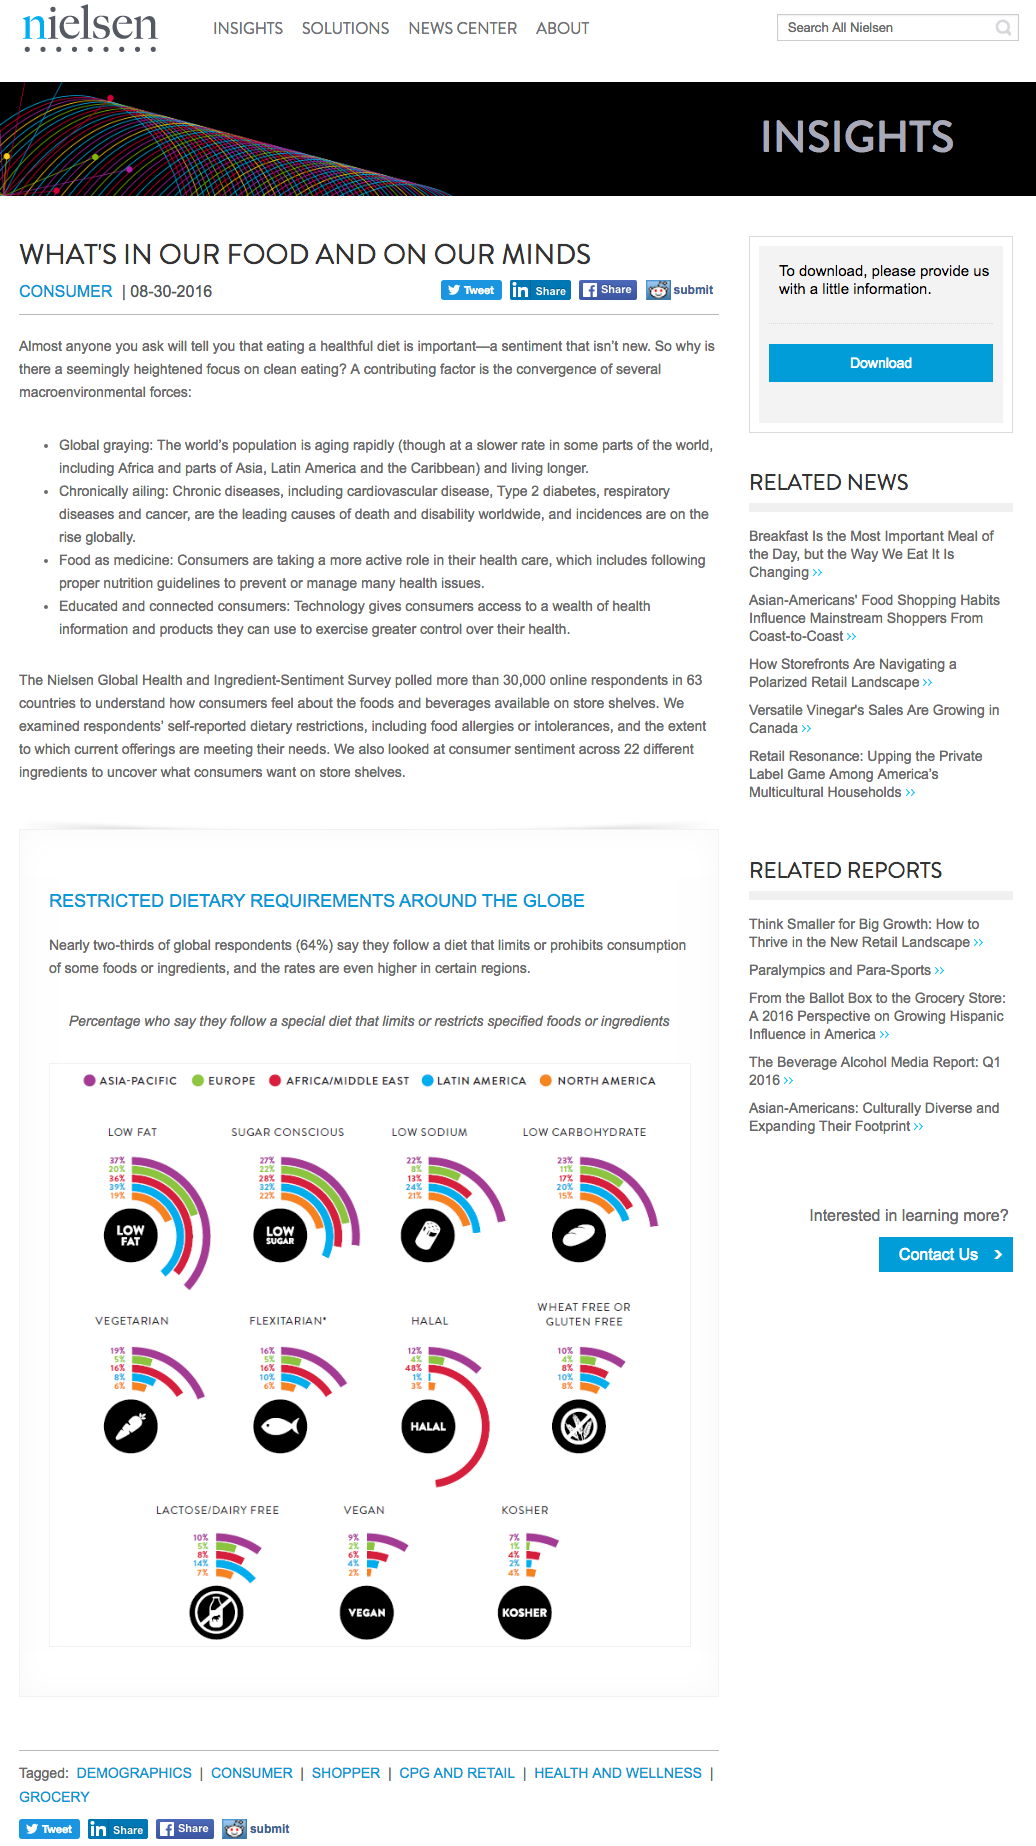 nielsen
INSIGHTS SOLUTIONS NEWS CENTER ABOUT
Search All Nielsen
INSIGHTS
WHAT'S IN OUR FOOD AND ON OUR MINDS
CONSUMER | 08-30-2016
Tweet Share Share submit
Almost anyone you ask will tell you that eating a healthful diet is important—a sentiment that isn't new. So why is
there a seemingly heightened focus on clean eating? A contributing factor is the convergence of several
macroenvironmental forces:
• Global graying: The world's population is aging rapidly (though at a slower rate in some parts of the world,
including Africa and parts of Asia, Latin America and the Caribbean) and living longer.
• Chronically ailing: Chronic diseases, including cardiovascular disease, Type 2 diabetes, respiratory
diseases and cancer, are the leading causes of death and disability worldwide, and incidences are on the
rise globally.
• Food as medicine: Consumers are taking a more active role in their health care, which includes following
proper nutrition guidelines to prevent or manage many health issues.
• Educated and connected consumers: Technology gives consumers access to a wealth of health
information and products they can use to exercise greater control over their health.
The Nielsen Global Health and Ingredient-Sentiment Survey polled more than 30,000 online respondents in 63
countries to understand how consumers feel about the foods and beverages available on store shelves. We
examined respondents' self-reported dietary restrictions, including food allergies or intolerances, and the extent
to which current offerings are meeting their needs. We also looked at consumer sentiment across 22 different
ingredients to uncover what consumers want on store shelves.
RESTRICTED DIETARY REQUIREMENTS AROUND THE GLOBE
Nearly two-thirds of global respondents (64%) say they follow a diet that limits or prohibits consumption
of some foods or ingredients, and the rates are even higher in certain regions.
Percentage who say they follow a special diet that limits or restricts specified foods or ingredients
ASIA-PACIFIC EUROPE AFRICA/MIDDLE EAST LATIN AMERICA NORTH AMERICA
LOW FAT
37%
20%
36%
39%
19%
LOW
FAT
SUGAR CONSCIOUS
27%
22%
28%
32%
22%
LOW
SUGAR
LOW SODIUM
22%
8%
13%
24%
21%
LOW CARBOHYDRATE
23%
11%
17%
20%
15%
VEGETARIAN
19%
5%
16%
8%
6%
FLEXITARIAN*
16%
5%
16%
10%
6%
HALAL
12%
4%
48%
1%
3%
HALAL
WHEAT FREE OR
GLUTEN FREE
10%
4%
8%
10%
8%
LACTOSE/DAIRY FREE
10%
5%
8%
14%
7%
VEGAN
9%
2%
6%
4%
2%
VEGAN
KOSHER
7%
1%
4%
2%
4%
KOSHER
Tagged: DEMOGRAPHICS | CONSUMER | SHOPPER | CPG AND RETAIL | HEALTH AND WELLNESS |
GROCERY
Tweet Share Share submit
To download, please provide us
with a little information.
Download
RELATED NEWS
Breakfast Is the Most Important Meal of
the Day, but the Way We Eat It Is
Changing ››
Asian-Americans' Food Shopping Habits
Influence Mainstream Shoppers From
Coast-to-Coast ››
How Storefronts Are Navigating a
Polarized Retail Landscape ››
Versatile Vinegar's Sales Are Growing in
Canada ››
Retail Resonance: Upping the Private
Label Game Among America's
Multicultural Households ››
RELATED REPORTS
Think Smaller for Big Growth: How to
Thrive in the New Retail Landscape ››
Paralympics and Para-Sports ››
From the Ballot Box to the Grocery Store:
A 2016 Perspective on Growing Hispanic
Influence in America ››
The Beverage Alcohol Media Report: Q1
2016 ››
Asian-Americans: Culturally Diverse and
Expanding Their Footprint ››
Interested in learning more?
Contact Us ›